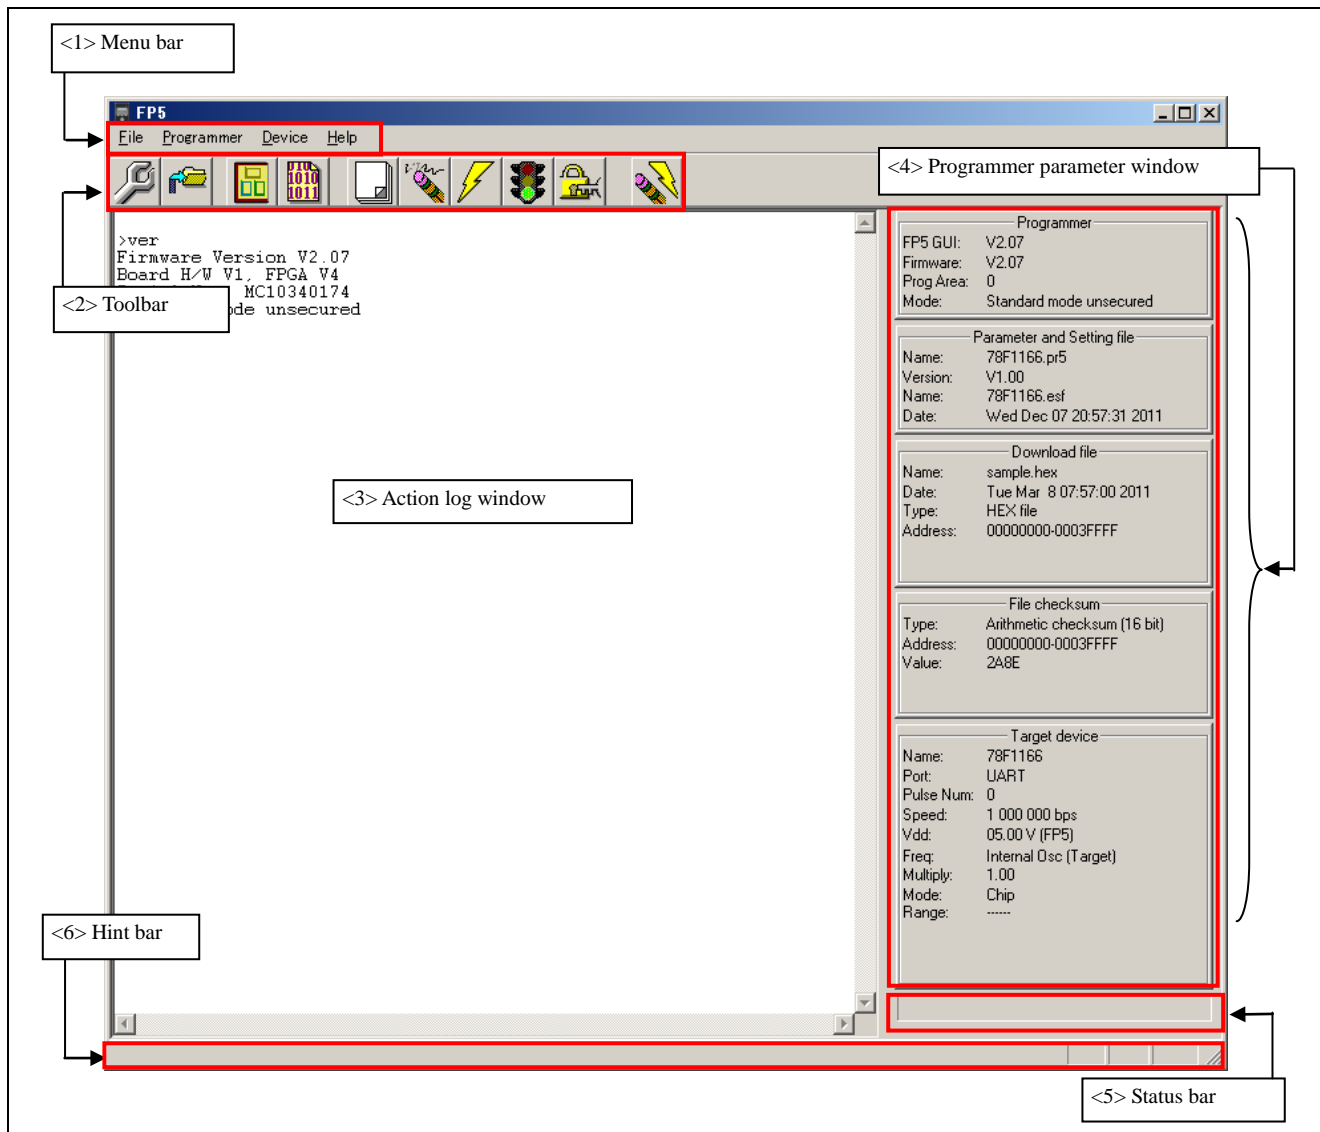 <1> Menu bar
FP5
File Programmer Device Help
<4> Programmer parameter window
>ver
Firmware Version V2.07
Board H/W V1, FPGA V4
MC10340174
ode unsecured
<2> Toolbar
<3> Action log window
Programmer
FP5 GUI: V2.07
Firmware: V2.07
Prog Area: 0
Mode: Standard mode unsecured
Parameter and Setting file
Name: 78F1166.pr5
Version: V1.00
Name: 78F1166.esf
Date: Wed Dec 07 20:57:31 2011
Download file
Name: sample.hex
Date: Tue Mar 8 07:57:00 2011
Type: HEX file
Address: 00000000-0003FFFF
File checksum
Type: Arithmetic checksum (16 bit)
Address: 00000000-0003FFFF
Value: 2A8E
Target device
Name: 78F1166
Port: UART
Pulse Num: 0
Speed: 1 000 000 bps
Vdd: 05.00 V (FP5)
Freq: Internal Osc (Target)
Multiply: 1.00
Mode: Chip
Range: ------
<6> Hint bar
<5> Status bar